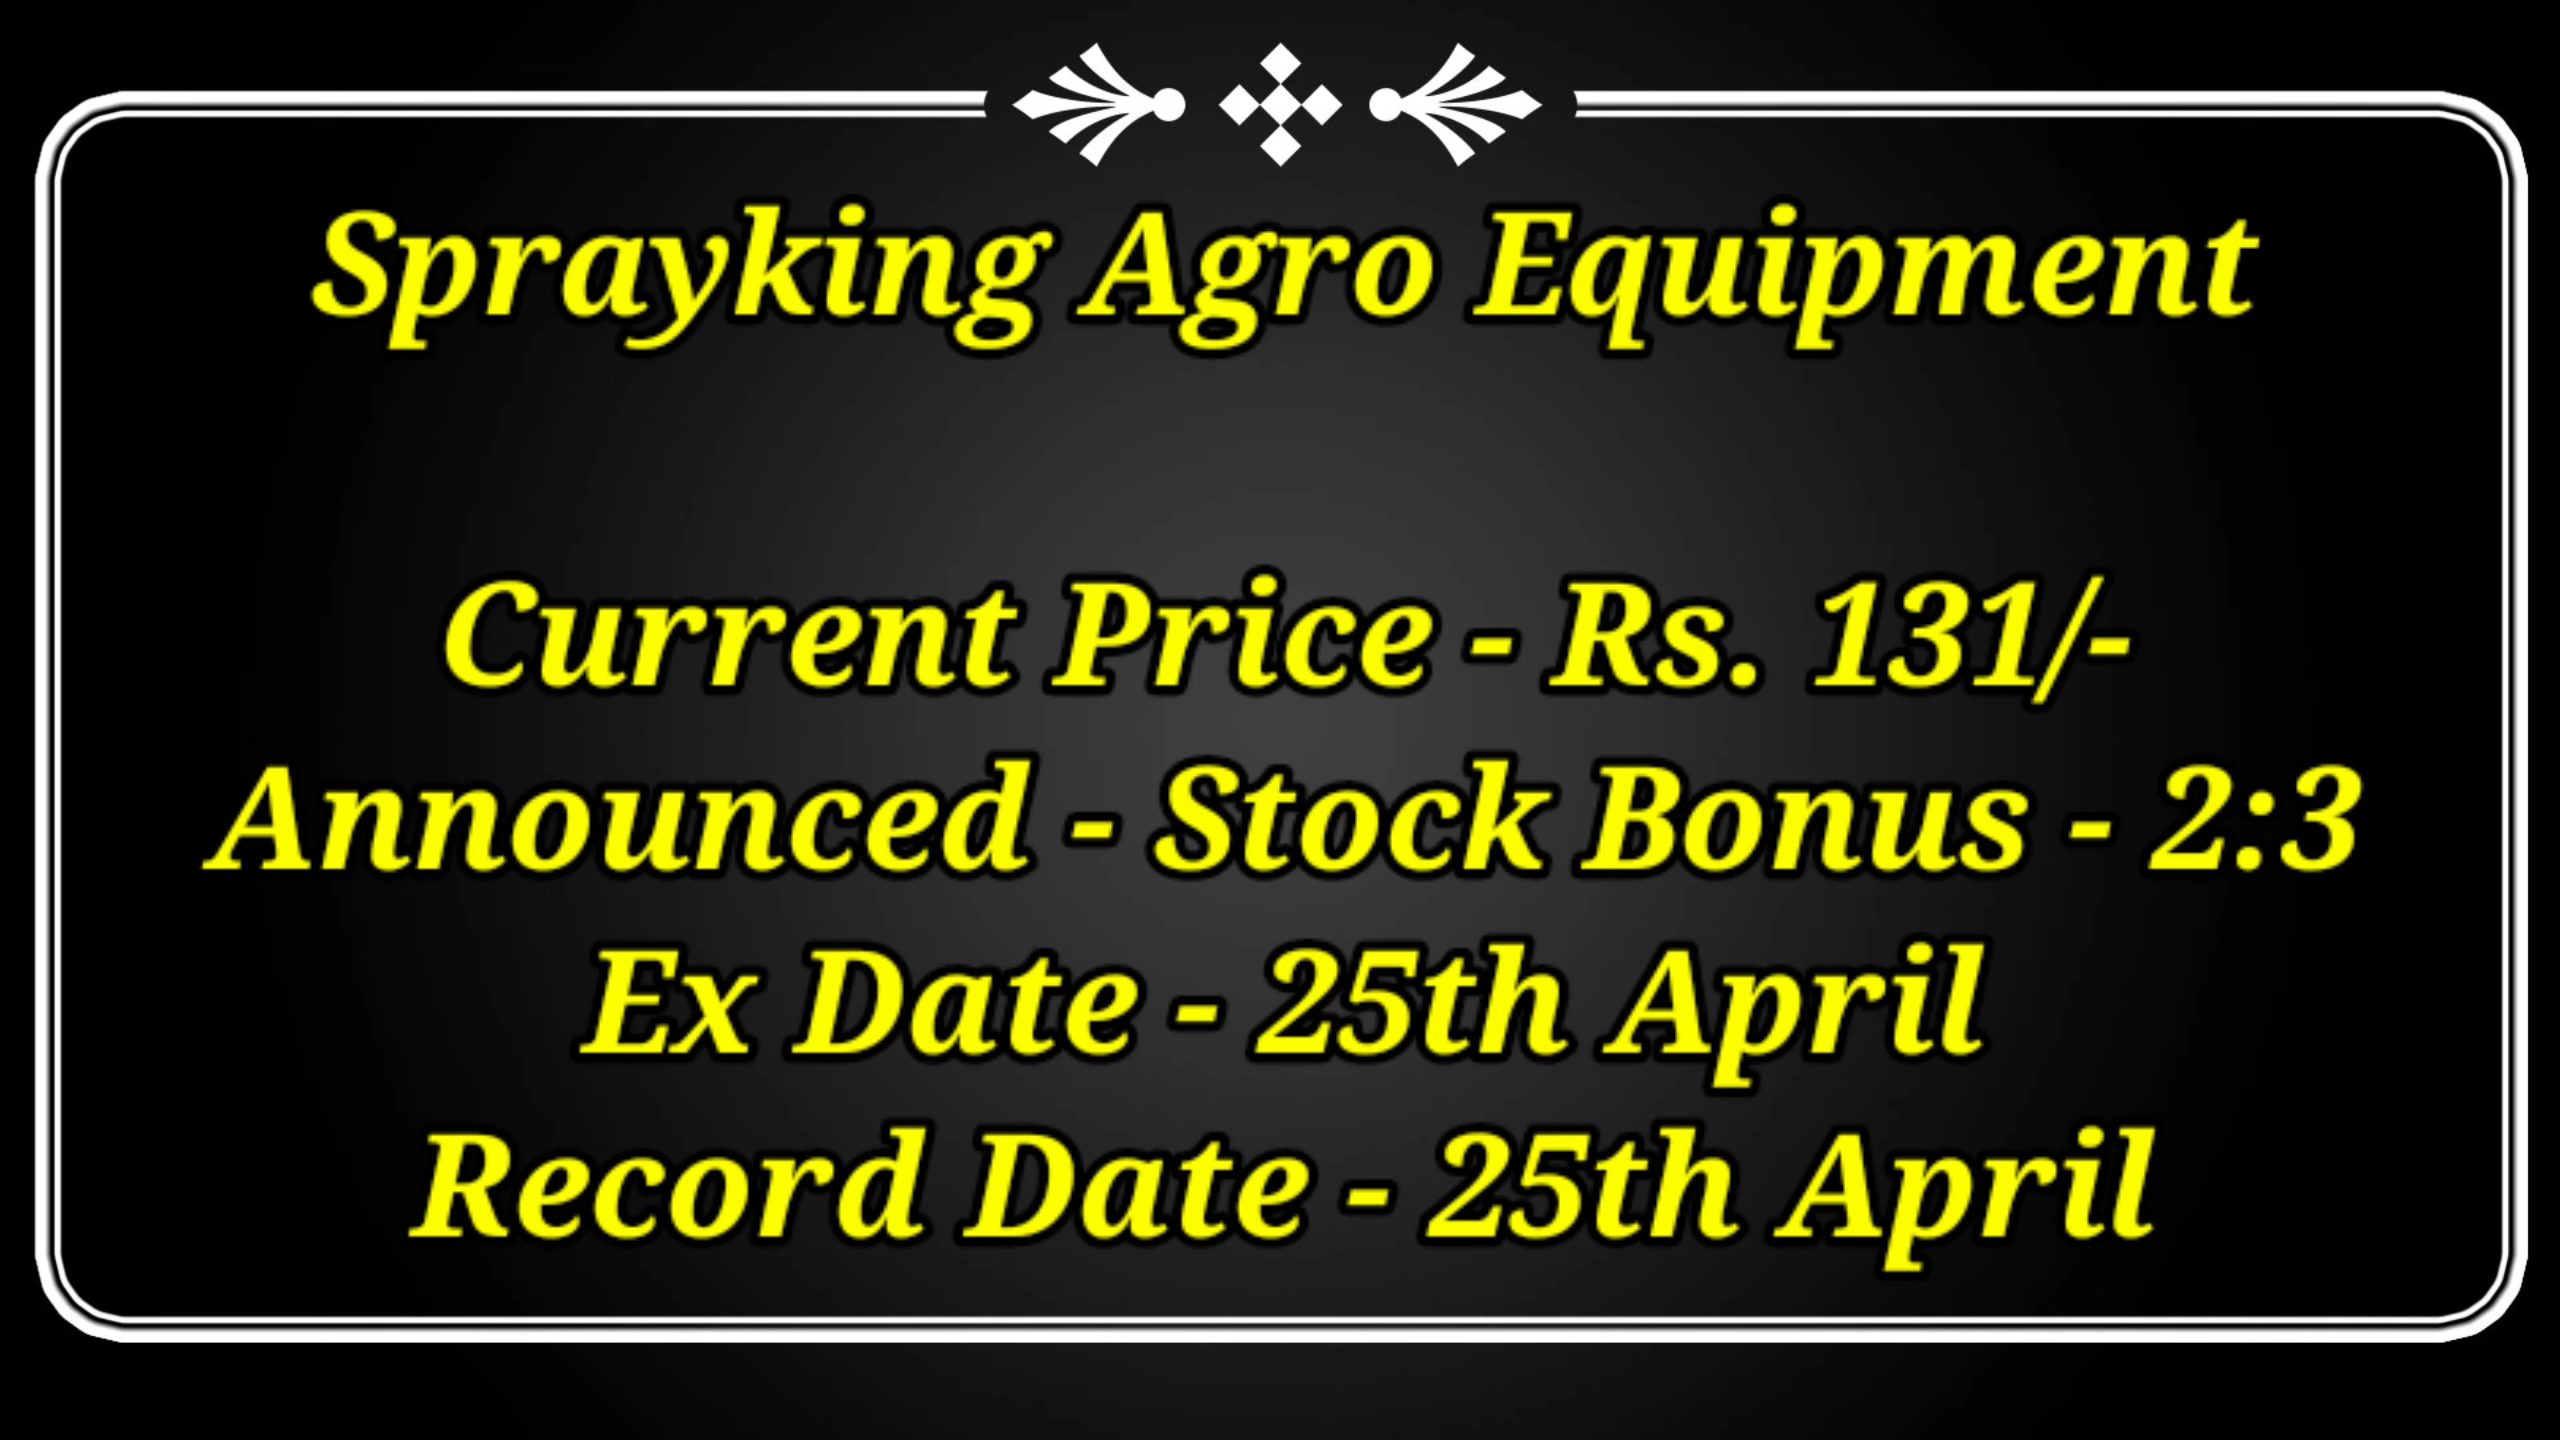 Sprayking Agro Equipment
Current Price - Rs. 131/-
Announced - Stock Bonus - 2:3
Ex Date - 25th April
Record Date - 25th April